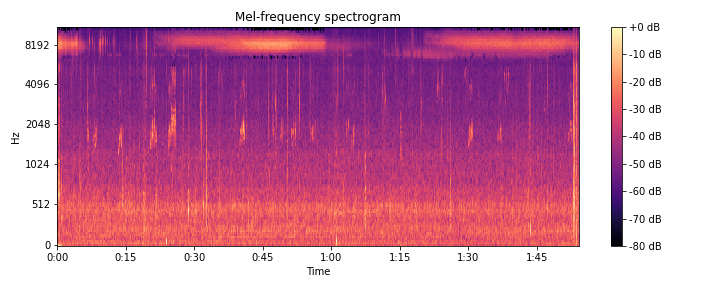 Mel-frequency spectrogram
Hz
8192
4096
2048
1024
512
0
0:00
0:15
0:30
0:45
1:00
1:15
1:30
1:45
Time
+0 dB
-10 dB
-20 dB
-30 dB
-40 dB
-50 dB
-60 dB
-70 dB
-80 dB